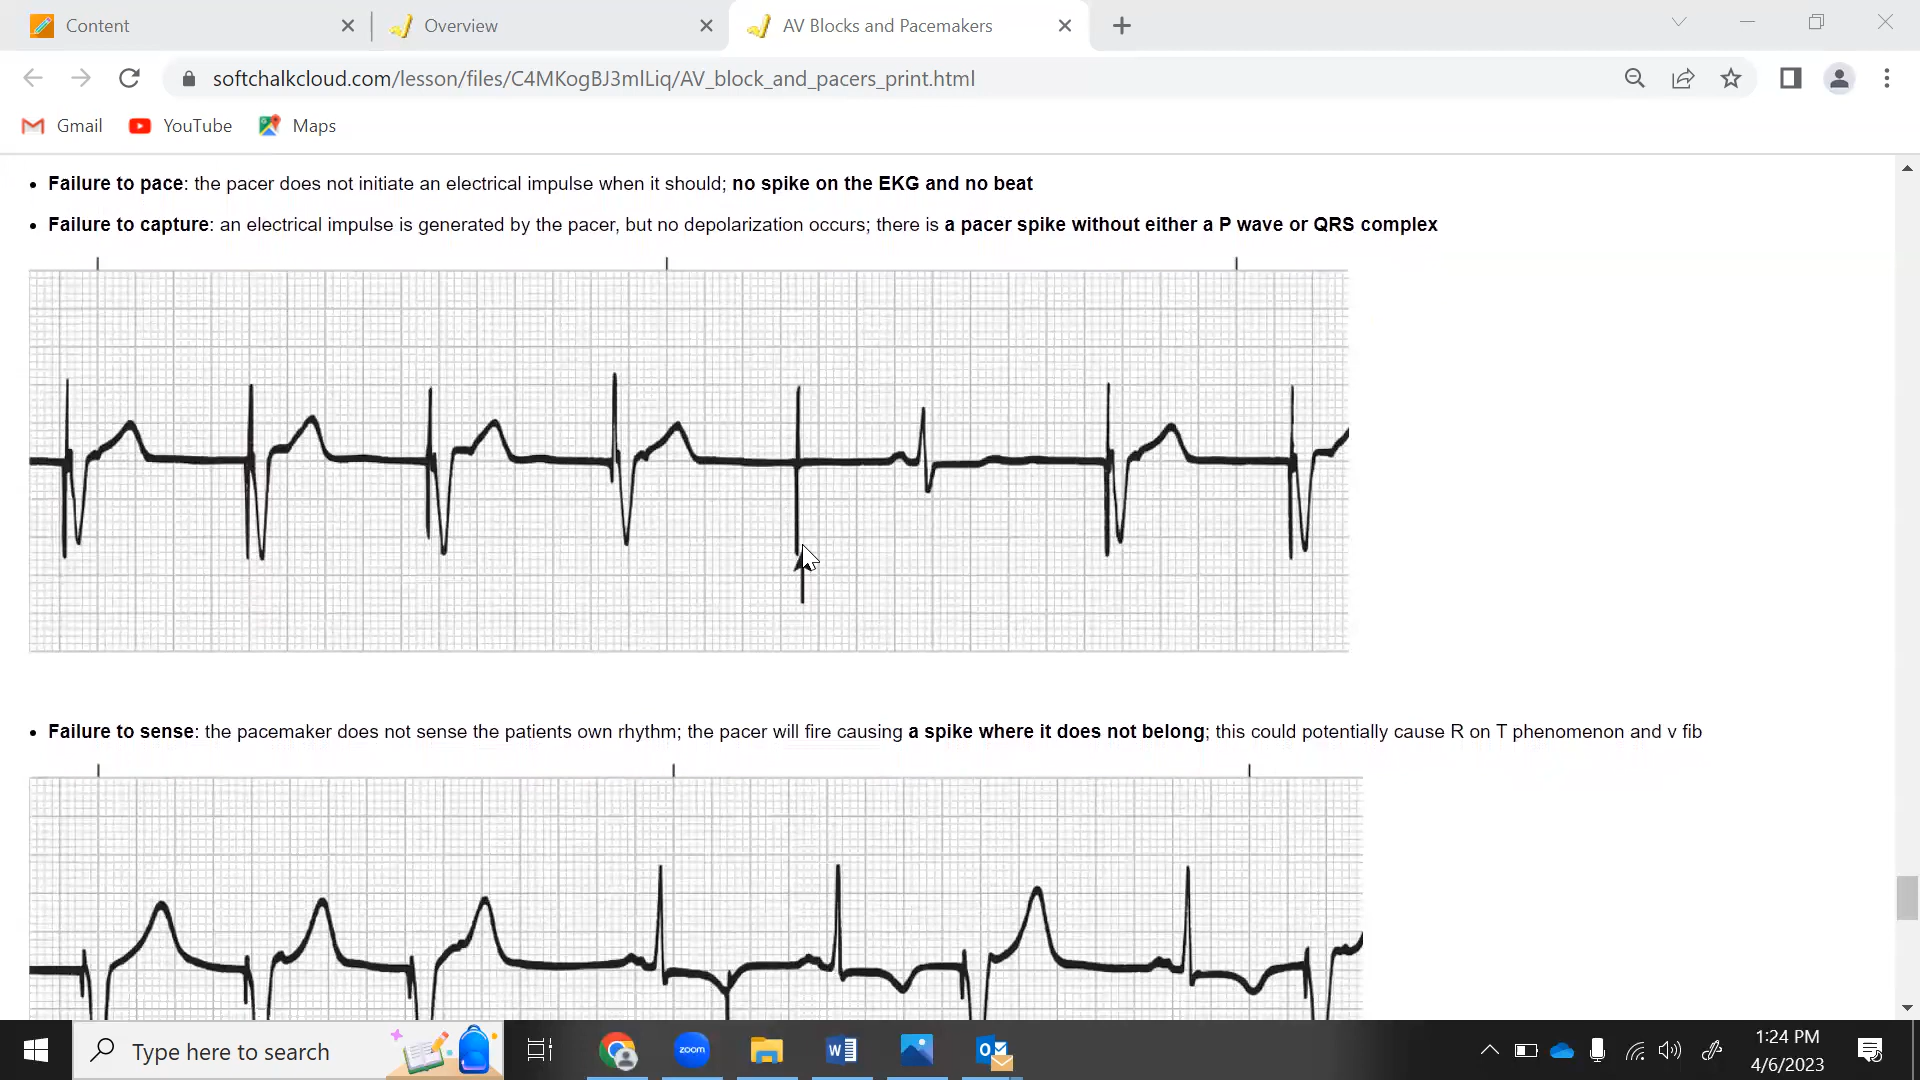 Content
Overview
AV Blocks and Pacemakers
softchalkcloud.com/lesson/files/C4MKogBJ3mlLiq/AV_block_and_pacers_print.html
Gmail
YouTube
Maps
Failure to pace: the pacer does not initiate an electrical impulse when it should; no spike on the EKG and no beat
Failure to capture: an electrical impulse is generated by the pacer, but no depolarization occurs; there is a pacer spike without either a P wave or QRS complex
Failure to sense: the pacemaker does not sense the patients own rhythm; the pacer will fire causing a spike where it does not belong; this could potentially cause R on T phenomenon and v fib
Type here to search
zoom
1:24 PM
4/6/2023